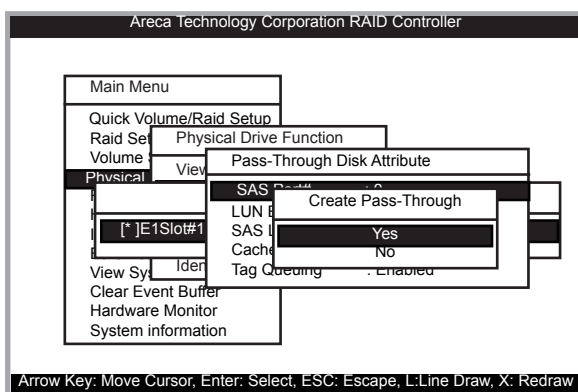 Areca Technology Corporation RAID Controller
Main Menu
Quick Volume/Raid Setup
Raid Set
Physical Drive Function
Volume
View
Pass-Through Disk Attribute
Physical
SAS Port# : 0
Create Pass-Through
LUN
[* ]E1Slot#1
SAS
Yes
Cache
No
View Sys
Iden
Tag Queuing : Enabled
Clear Event Buffer
Hardware Monitor
System information
Arrow Key: Move Cursor, Enter: Select, ESC: Escape, L:Line Draw, X: Redraw